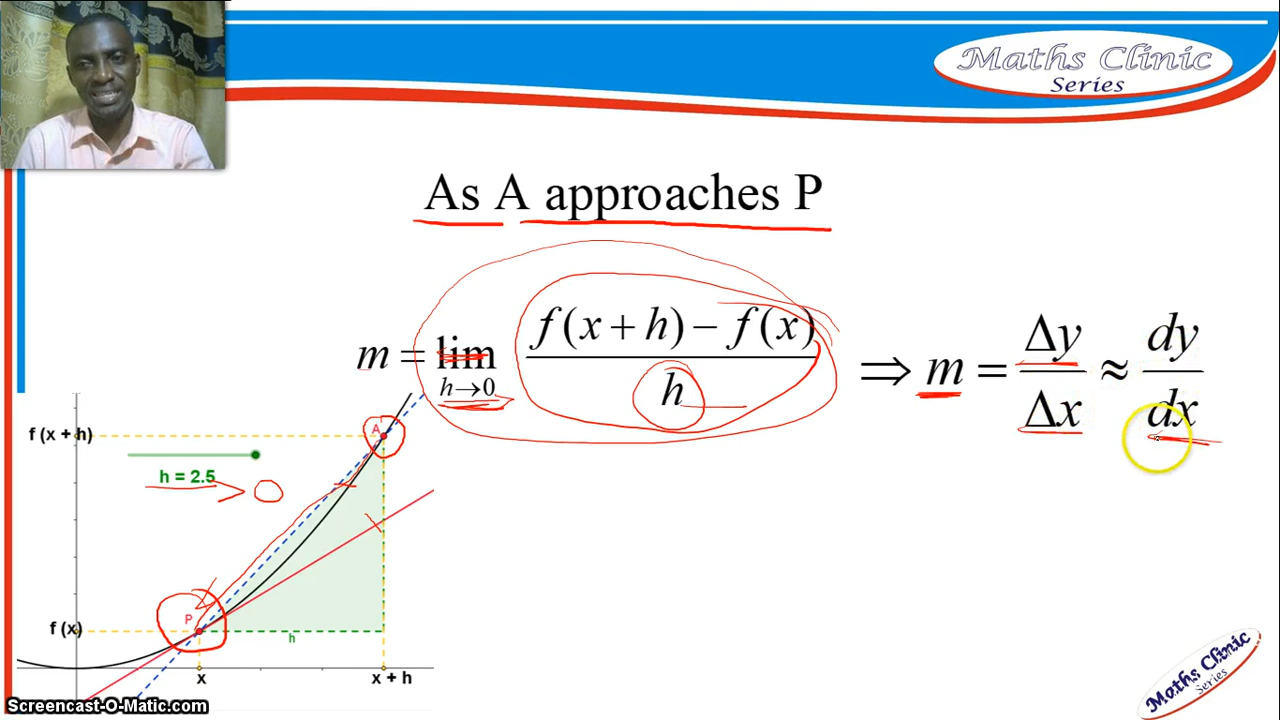 Maths Clinic
Series
As A approaches P
m = lim h→0 f(x + h) − f(x) / h ⇒ m = Δy / Δx ≈ dy / dx
A
f (x + h)
h = 2.5
P
f (x)
h
x
x + h
Maths Clinic
Series
Screencast-O-Matic.com